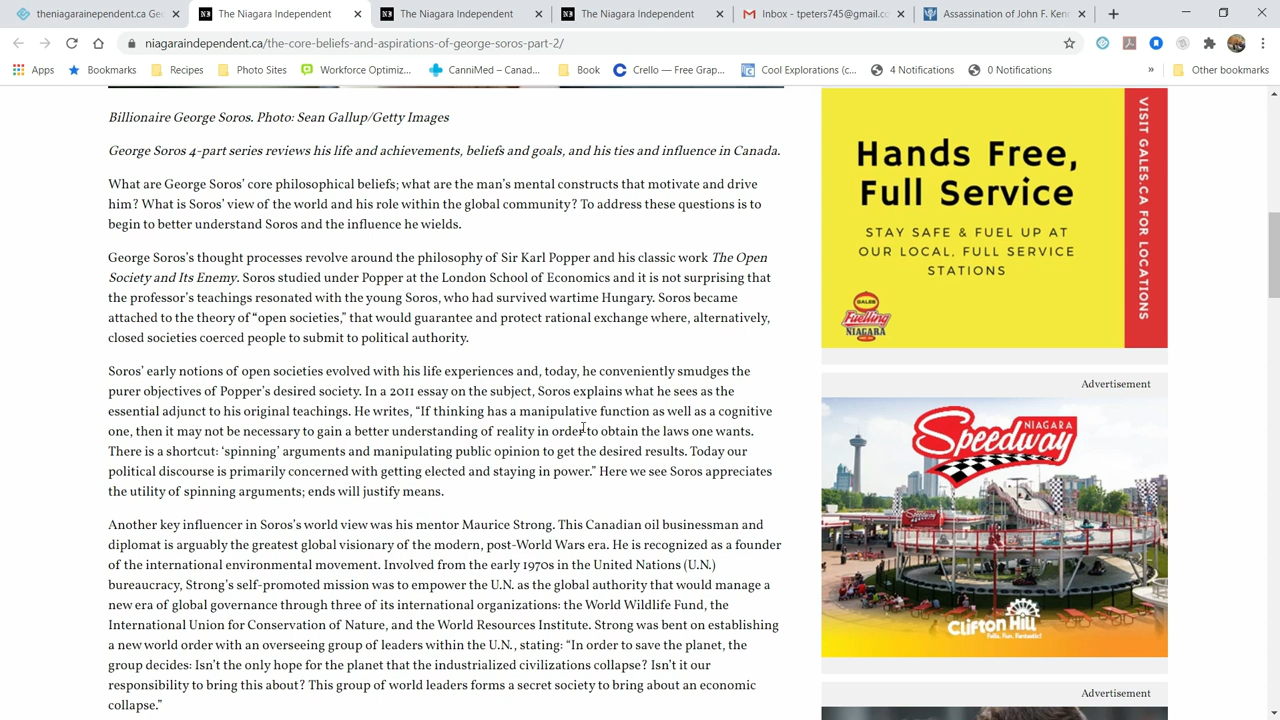 theniagaraindependent.ca Ge
The Niagara Independent
The Niagara Independent
The Niagara Independent
Inbox - tpeters745@gmail.co
Assassination of John F. Kenn
niagaraindependent.ca/the-core-beliefs-and-aspirations-of-george-soros-part-2/
Apps
Bookmarks
Recipes
Photo Sites
Workforce Optimiz...
CanniMed – Canad...
Book
Crello — Free Grap...
Cool Explorations (c...
4 Notifications
0 Notifications
»
Other bookmarks
Billionaire George Soros. Photo: Sean Gallup/Getty Images
George Soros 4-part series reviews his life and achievements, beliefs and goals, and his ties and influence in Canada.
What are George Soros' core philosophical beliefs; what are the man's mental constructs that motivate and drive
him? What is Soros' view of the world and his role within the global community? To address these questions is to
begin to better understand Soros and the influence he wields.
George Soros's thought processes revolve around the philosophy of Sir Karl Popper and his classic work The Open
Society and Its Enemy. Soros studied under Popper at the London School of Economics and it is not surprising that
the professor's teachings resonated with the young Soros, who had survived wartime Hungary. Soros became
attached to the theory of "open societies," that would guarantee and protect rational exchange where, alternatively,
closed societies coerced people to submit to political authority.
Soros' early notions of open societies evolved with his life experiences and, today, he conveniently smudges the
purer objectives of Popper's desired society. In a 2011 essay on the subject, Soros explains what he sees as the
essential adjunct to his original teachings. He writes, "If thinking has a manipulative function as well as a cognitive
one, then it may not be necessary to gain a better understanding of reality in order to obtain the laws one wants.
There is a shortcut: 'spinning' arguments and manipulating public opinion to get the desired results. Today our
political discourse is primarily concerned with getting elected and staying in power." Here we see Soros appreciates
the utility of spinning arguments; ends will justify means.
Another key influencer in Soros's world view was his mentor Maurice Strong. This Canadian oil businessman and
diplomat is arguably the greatest global visionary of the modern, post-World Wars era. He is recognized as a founder
of the international environmental movement. Involved from the early 1970s in the United Nations (U.N.)
bureaucracy, Strong's self-promoted mission was to empower the U.N. as the global authority that would manage a
new era of global governance through three of its international organizations: the World Wildlife Fund, the
International Union for Conservation of Nature, and the World Resources Institute. Strong was bent on establishing
a new world order with an overseeing group of leaders within the U.N., stating: "In order to save the planet, the
group decides: Isn't the only hope for the planet that the industrialized civilizations collapse? Isn't it our
responsibility to bring this about? This group of world leaders forms a secret society to bring about an economic
collapse."
Hands Free,
Full Service
STAY SAFE & FUEL UP AT
OUR LOCAL, FULL SERVICE
STATIONS
GALES
Fuelling
NIAGARA
VISIT GALES.CA FOR LOCATIONS
Advertisement
NIAGARA
Speedway
Speedway
CLIFTON HILL
Falls. Fun. Fantastic!
Advertisement